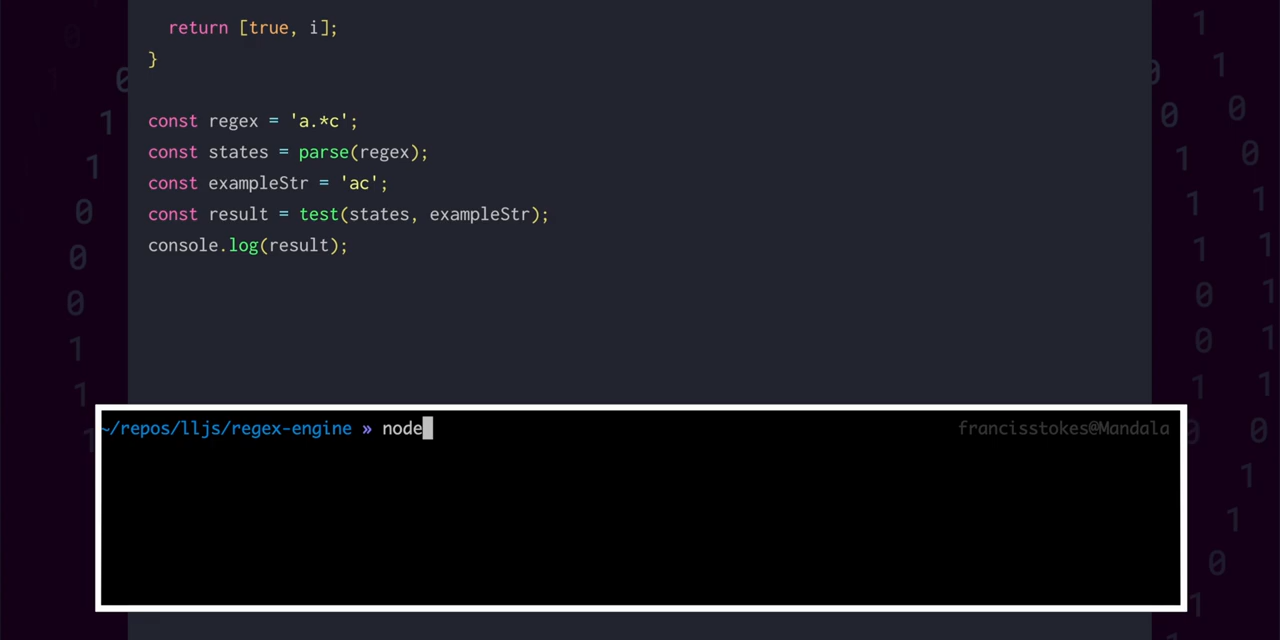 return [true, i];
}
const regex = 'a.*c';
const states = parse(regex);
const exampleStr = 'ac';
const result = test(states, exampleStr);
console.log(result);
~/repos/lljs/regex-engine » node
francisstokes@Mandala